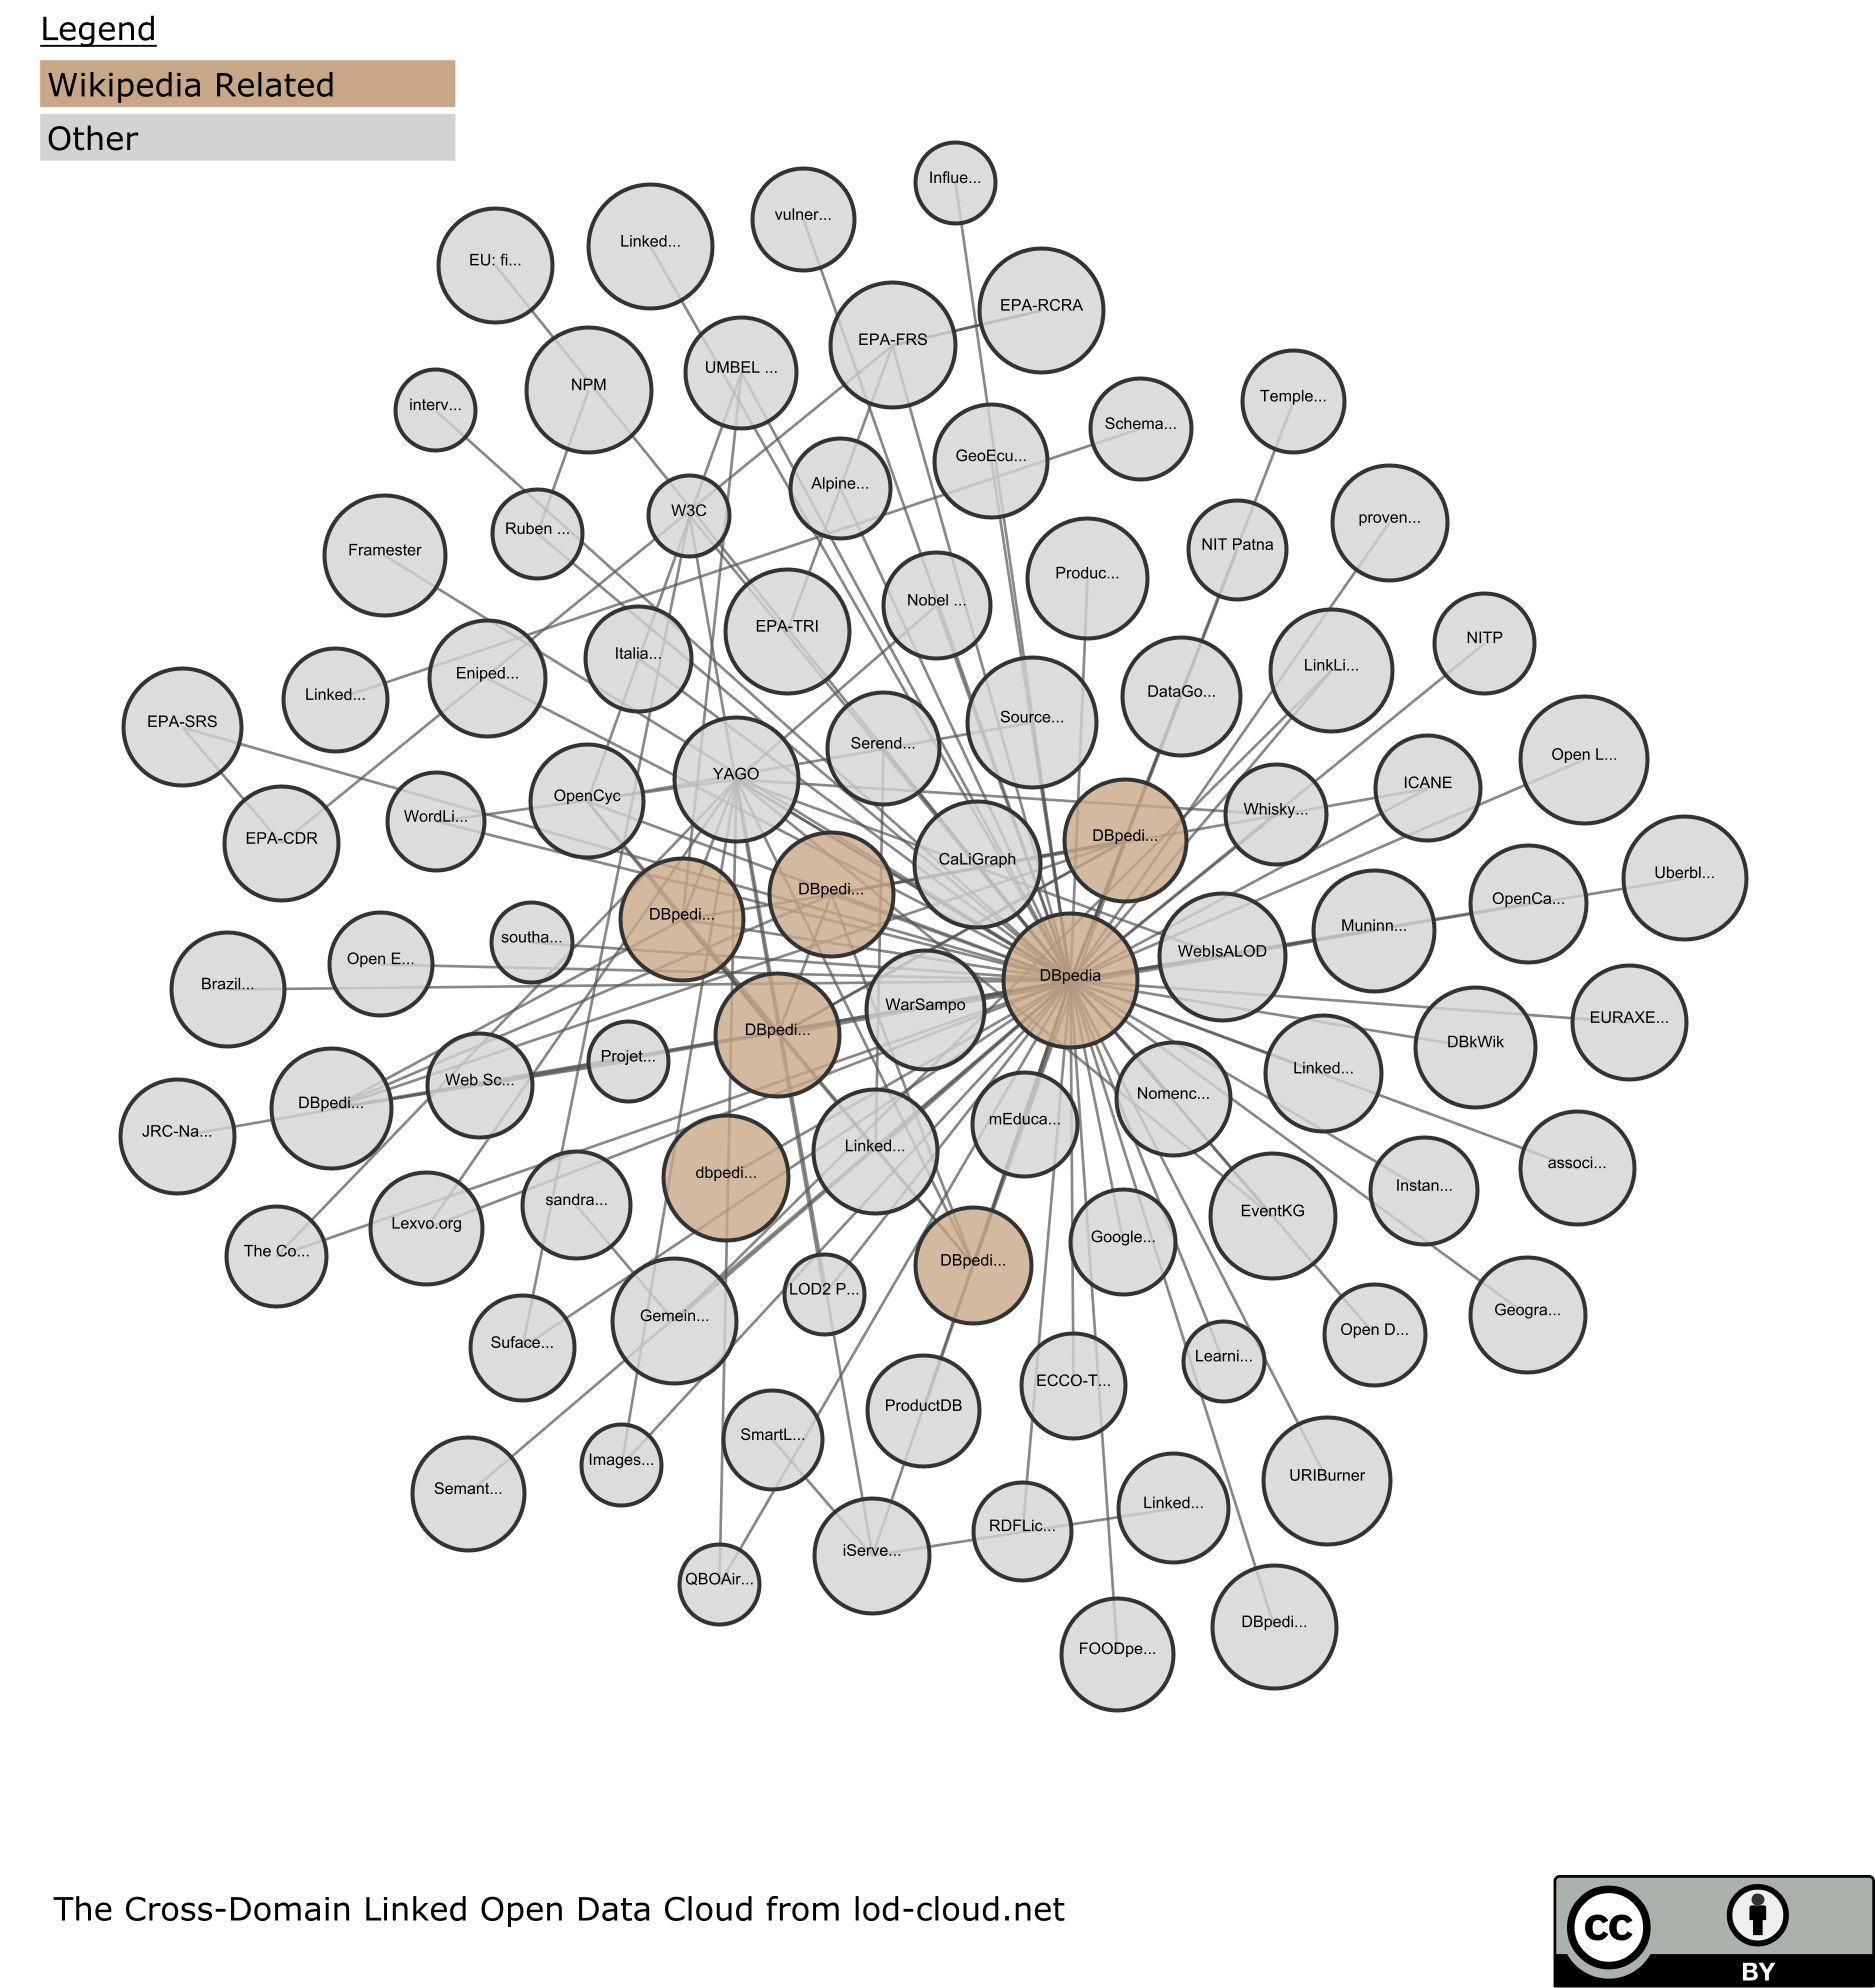 Legend
Wikipedia Related
Other
Influe...
vulner...
Linked...
EU: fi...
EPA-RCRA
EPA-FRS
UMBEL ...
NPM
interv...
Temple...
Schema...
GeoEcu...
Alpine...
W3C
Ruben ...
proven...
NIT Patna
Framester
Produc...
Nobel ...
EPA-TRI
Italia...
NITP
LinkLi...
Eniped...
Linked...
DataGo...
EPA-SRS
Source...
Serend...
YAGO
Open L...
ICANE
OpenCyc
Whisky...
WordLi...
EPA-CDR
DBpedi...
CaLiGraph
Uberbl...
DBpedi...
OpenCa...
DBpedi...
Muninn...
southa...
WebIsALOD
Open E...
DBpedia
Brazil...
WarSampo
EURAXE...
DBpedi...
DBkWik
Projet...
Linked...
Web Sc...
Nomenc...
DBpedi...
mEduca...
JRC-Na...
Linked...
associ...
dbpedi...
Instan...
sandra...
EventKG
Lexvo.org
Google...
The Co...
DBpedi...
LOD2 P...
Geogra...
Gemein...
Open D...
Suface...
Learni...
ECCO-T...
ProductDB
SmartL...
Images...
URIBurner
Semant...
Linked...
RDFLic...
iServe...
QBOAir...
DBpedi...
FOODpe...
The Cross-Domain Linked Open Data Cloud from lod-cloud.net
cc
BY